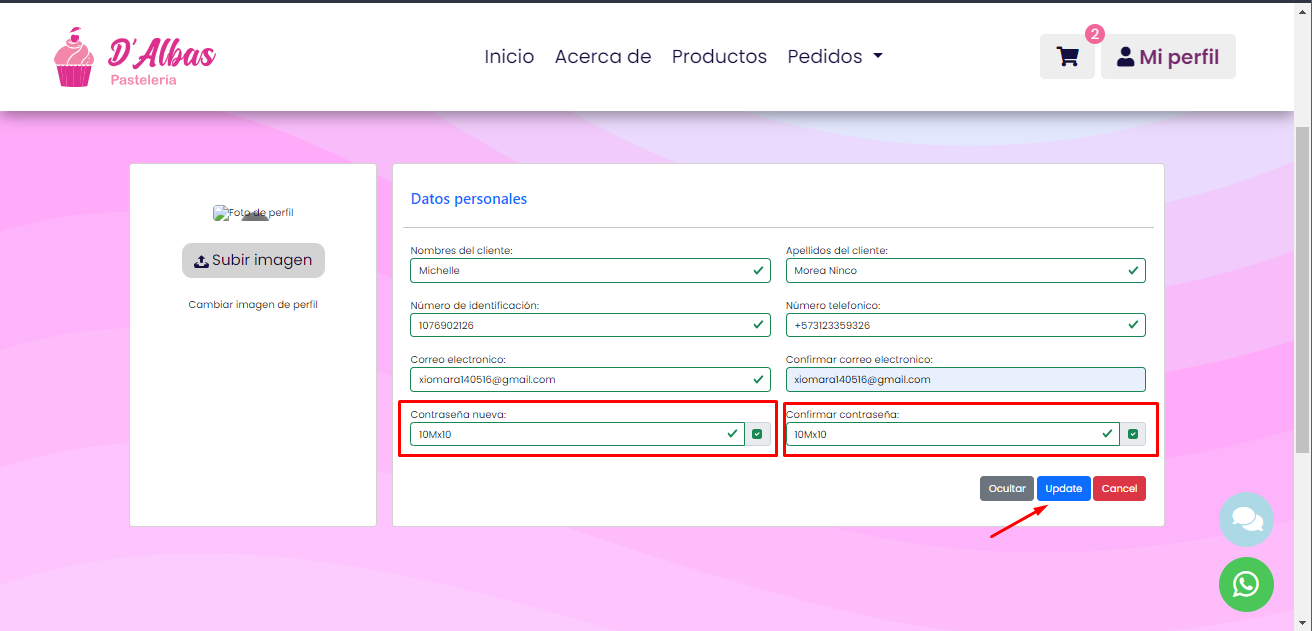 D'Albas
Pastelería
Inicio Acerca de Productos Pedidos
2
Mi perfil
Foto de perfil
Subir imagen
Cambiar imagen de perfil
Datos personales
Nombres del cliente:
Michelle
Apellidos del cliente:
Morea Ninco
Número de identificación:
1076902126
Número telefonico:
+573123359326
Correo electronico:
xiomara140516@gmail.com
Confirmar correo electronico:
xiomara140516@gmail.com
Contraseña nueva:
10Mx10
Confirmar contraseña:
10Mx10
Ocultar Update Cancel